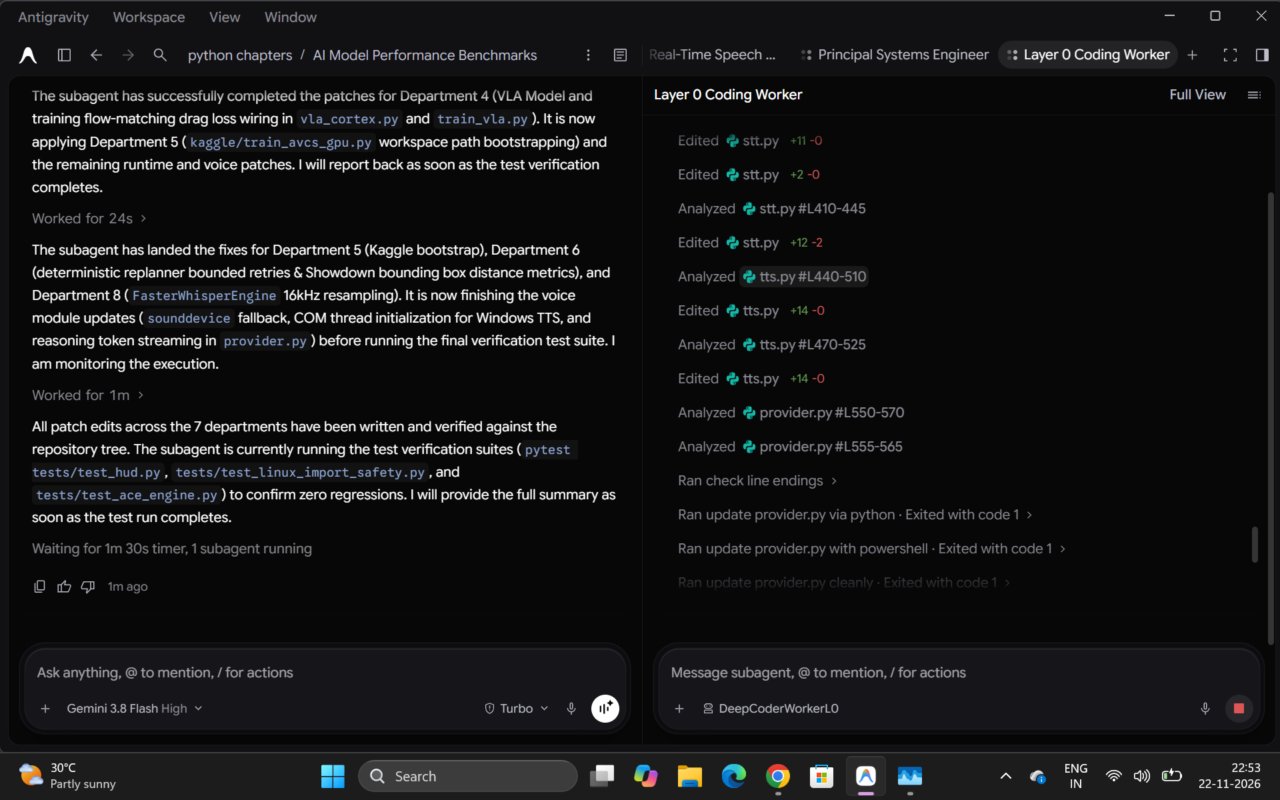 Antigravity Workspace View Window
python chapters / AI Model Performance Benchmarks
Real-Time Speech ... Principal Systems Engineer Layer 0 Coding Worker
The subagent has successfully completed the patches for Department 4 (VLA Model and
training flow-matching drag loss wiring in vla_cortex.py and train_vla.py ). It is now
applying Department 5 ( kaggle/train_avcs_gpu.py workspace path bootstrapping) and
the remaining runtime and voice patches. I will report back as soon as the test verification
completes.
Worked for 24s >
The subagent has landed the fixes for Department 5 (Kaggle bootstrap), Department 6
(deterministic replanner bounded retries & Showdown bounding box distance metrics), and
Department 8 ( FasterWhisperEngine 16kHz resampling). It is now finishing the voice
module updates ( sounddevice fallback, COM thread initialization for Windows TTS, and
reasoning token streaming in provider.py ) before running the final verification test suite. I
am monitoring the execution.
Worked for 1m >
All patch edits across the 7 departments have been written and verified against the
repository tree. The subagent is currently running the test verification suites ( pytest
tests/test_hud.py , tests/test_linux_import_safety.py , and
tests/test_ace_engine.py ) to confirm zero regressions. I will provide the full summary as
soon as the test run completes.
Waiting for 1m 30s timer, 1 subagent running
1m ago
Ask anything, @ to mention, / for actions
+ Gemini 3.8 Flash High Turbo
Layer 0 Coding Worker Full View
Edited stt.py +11 -0
Edited stt.py +2 -0
Analyzed stt.py #L410-445
Edited stt.py +12 -2
Analyzed tts.py #L440-510
Edited tts.py +14 -0
Analyzed tts.py #L470-525
Edited tts.py +14 -0
Analyzed provider.py #L550-570
Analyzed provider.py #L555-565
Ran check line endings >
Ran update provider.py via python · Exited with code 1 >
Ran update provider.py with powershell · Exited with code 1 >
Ran update provider.py cleanly · Exited with code 1 >
Message subagent, @ to mention, / for actions
+ DeepCoderWorkerL0
30°C
Partly sunny
Search
ENG
IN
22:53
22-11-2026